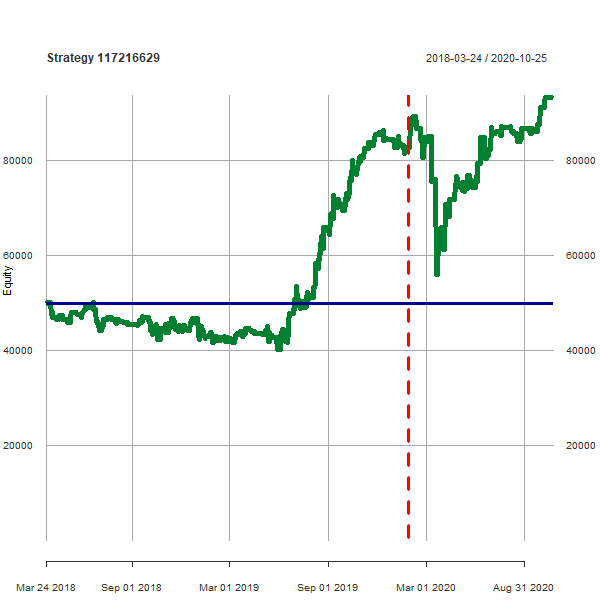 Strategy 117216629
2018-03-24 / 2020-10-25
Equity
80000 80000
60000 60000
40000 40000
20000 20000
Mar 24 2018 Sep 01 2018 Mar 01 2019 Sep 01 2019 Mar 01 2020 Aug 31 2020